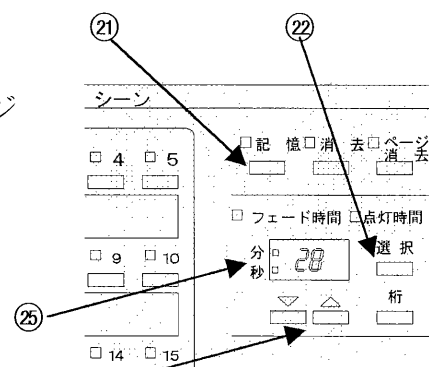 ㉑ ㉒
ジ
シーン
記 憶 消 去 ページ消去
4 5
フェード時間 点灯時間
分 秒 28 選択
9 10
㉕
▽ △ 桁
14 15